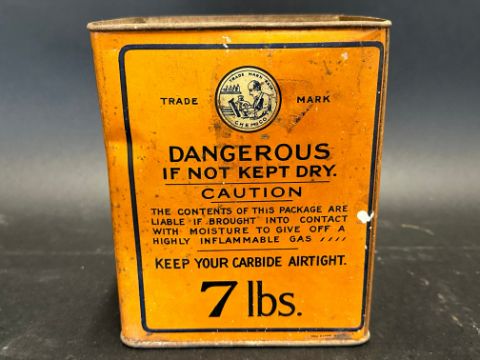 TRADE MARK
CHEMICO
DANGEROUS
IF NOT KEPT DRY.
CAUTION
THE CONTENTS OF THIS PACKAGE ARE
LIABLE IF BROUGHT INTO CONTACT
WITH MOISTURE TO GIVE OFF A
HIGHLY INFLAMMABLE GAS ////
KEEP YOUR CARBIDE AIRTIGHT.
7 lbs.